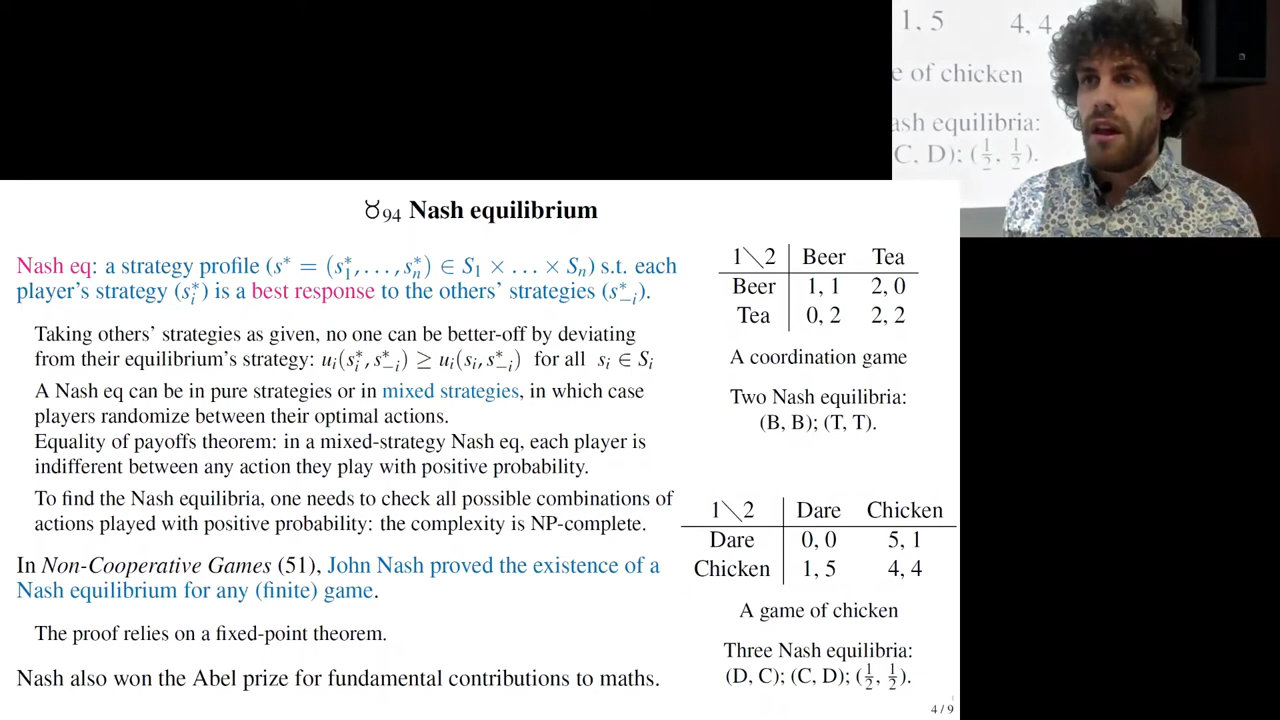 1, 5 4, 4
e of chicken
ash equilibria:
C, D); (1/2, 1/2).
♉94 Nash equilibrium
Nash eq: a strategy profile (s* = (s₁*, …, sₙ*) ∈ S₁ × … × Sₙ) s.t. each
player's strategy (sᵢ*) is a best response to the others' strategies (s₋ᵢ*).
Taking others' strategies as given, no one can be better-off by deviating
from their equilibrium's strategy: uᵢ(sᵢ*, s₋ᵢ*) ≥ uᵢ(sᵢ, s₋ᵢ*) for all sᵢ ∈ Sᵢ
A Nash eq can be in pure strategies or in mixed strategies, in which case
players randomize between their optimal actions.
Equality of payoffs theorem: in a mixed-strategy Nash eq, each player is
indifferent between any action they play with positive probability.
To find the Nash equilibria, one needs to check all possible combinations of
actions played with positive probability: the complexity is NP-complete.
In Non-Cooperative Games (51), John Nash proved the existence of a
Nash equilibrium for any (finite) game.
The proof relies on a fixed-point theorem.
Nash also won the Abel prize for fundamental contributions to maths.
1\2 Beer Tea
Beer 1, 1 2, 0
Tea 0, 2 2, 2
A coordination game
Two Nash equilibria:
(B, B); (T, T).
1\2 Dare Chicken
Dare 0, 0 5, 1
Chicken 1, 5 4, 4
A game of chicken
Three Nash equilibria:
(D, C); (C, D); (1/2, 1/2).
4 / 9